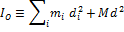 I_O ≡ ∑_i m_i d_i^2 + Md^2